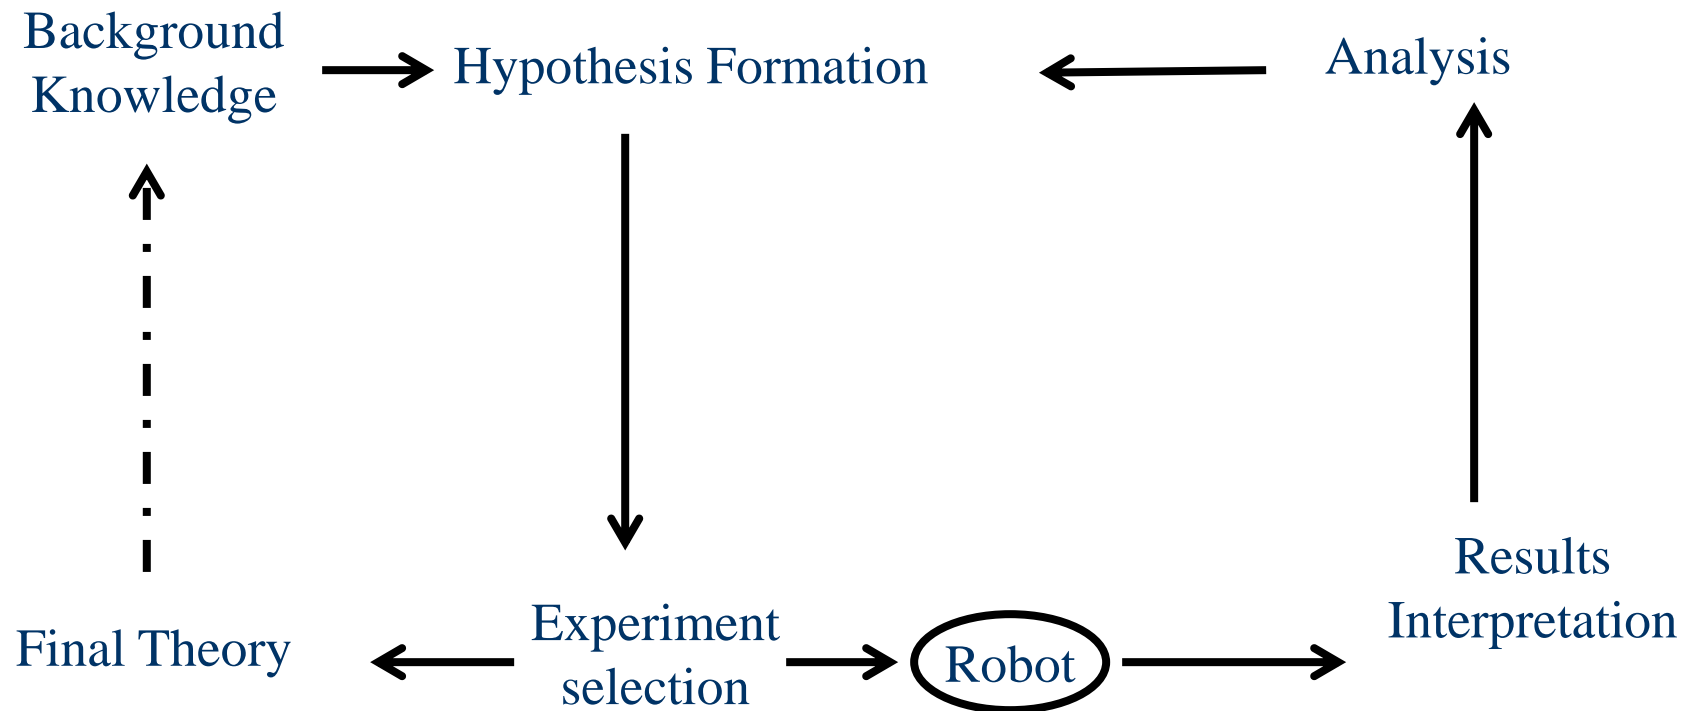 Background
Knowledge
Hypothesis Formation
Analysis
Results
Interpretation
Final Theory
Experiment
selection
Robot